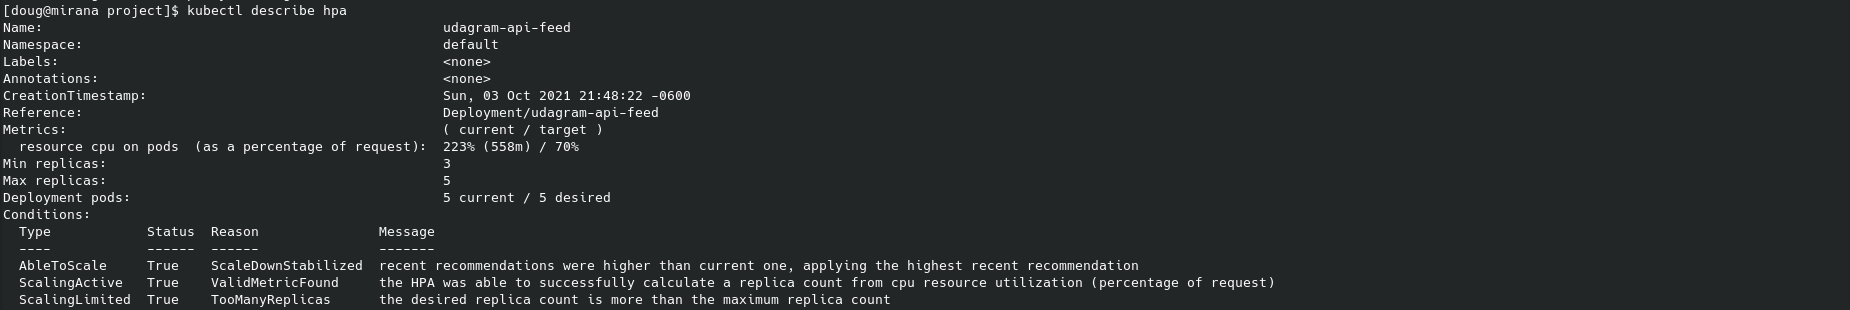 [doug@mirana project]$ kubectl describe hpa
Name:                                                  udagram-api-feed
Namespace:                                             default
Labels:                                                <none>
Annotations:                                           <none>
CreationTimestamp:                                     Sun, 03 Oct 2021 21:48:22 -0600
Reference:                                             Deployment/udagram-api-feed
Metrics:                                               ( current / target )
  resource cpu on pods  (as a percentage of request):  223% (558m) / 70%
Min replicas:                                          3
Max replicas:                                          5
Deployment pods:                                       5 current / 5 desired
Conditions:
  Type            Status  Reason               Message
  ----            ------  ------               -------
  AbleToScale     True    ScaleDownStabilized  recent recommendations were higher than current one, applying the highest recent recommendation
  ScalingActive   True    ValidMetricFound     the HPA was able to successfully calculate a replica count from cpu resource utilization (percentage of request)
  ScalingLimited  True    TooManyReplicas      the desired replica count is more than the maximum replica count